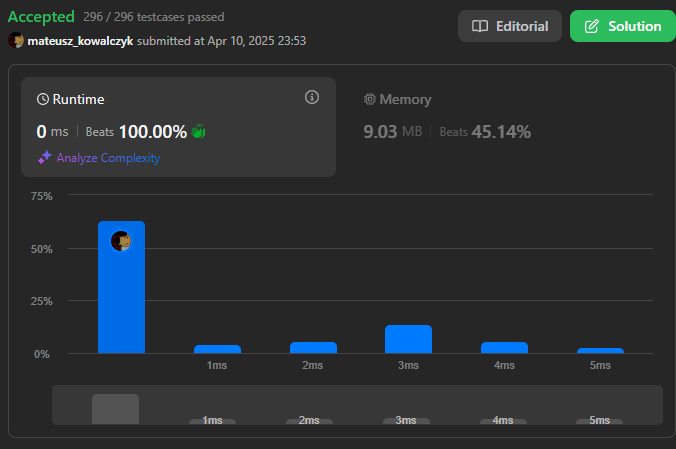 Accepted 296 / 296 testcases passed
Editorial
Solution
mateusz_kowalczyk submitted at Apr 10, 2025 23:53
Runtime
0 ms | Beats 100.00%
Analyze Complexity
Memory
9.03 MB | Beats 45.14%
75%
50%
25%
0%
1ms 2ms 3ms 4ms 5ms
1ms 2ms 3ms 4ms 5ms